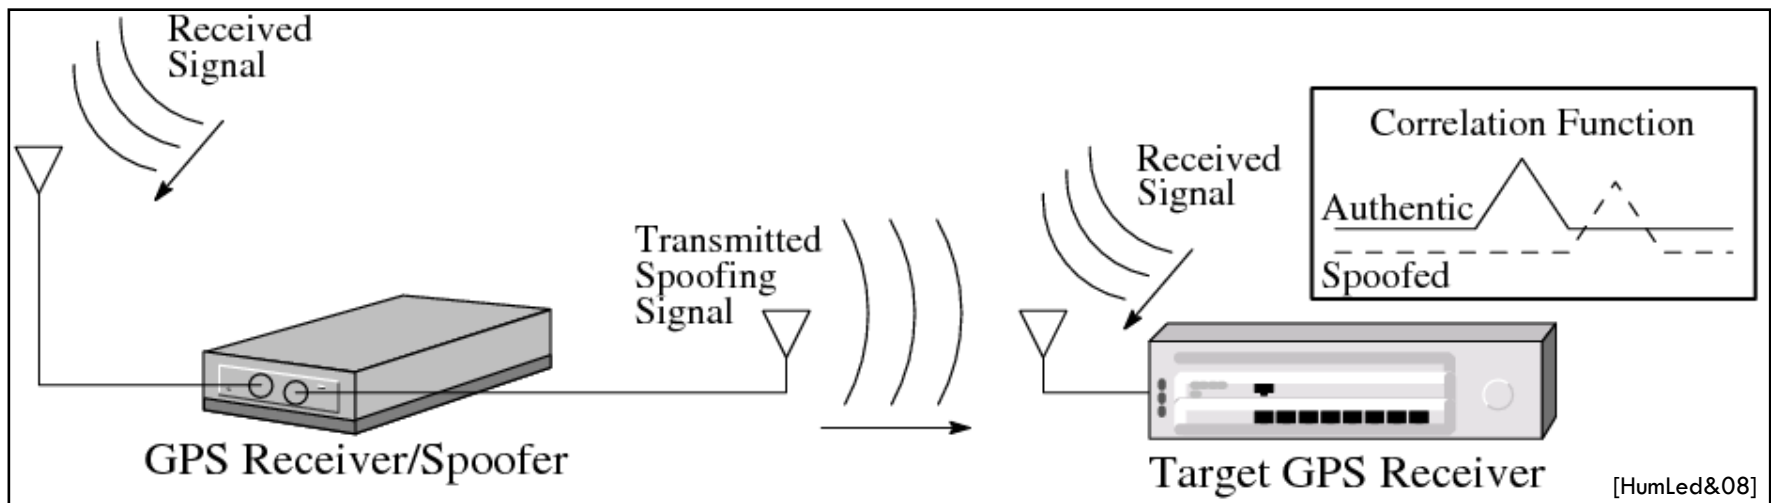 Received
Signal
Transmitted
Spoofing
Signal
GPS Receiver/Spoofer
Received
Signal
Correlation Function
Authentic
Spoofed
Target GPS Receiver
[HumLed&08]